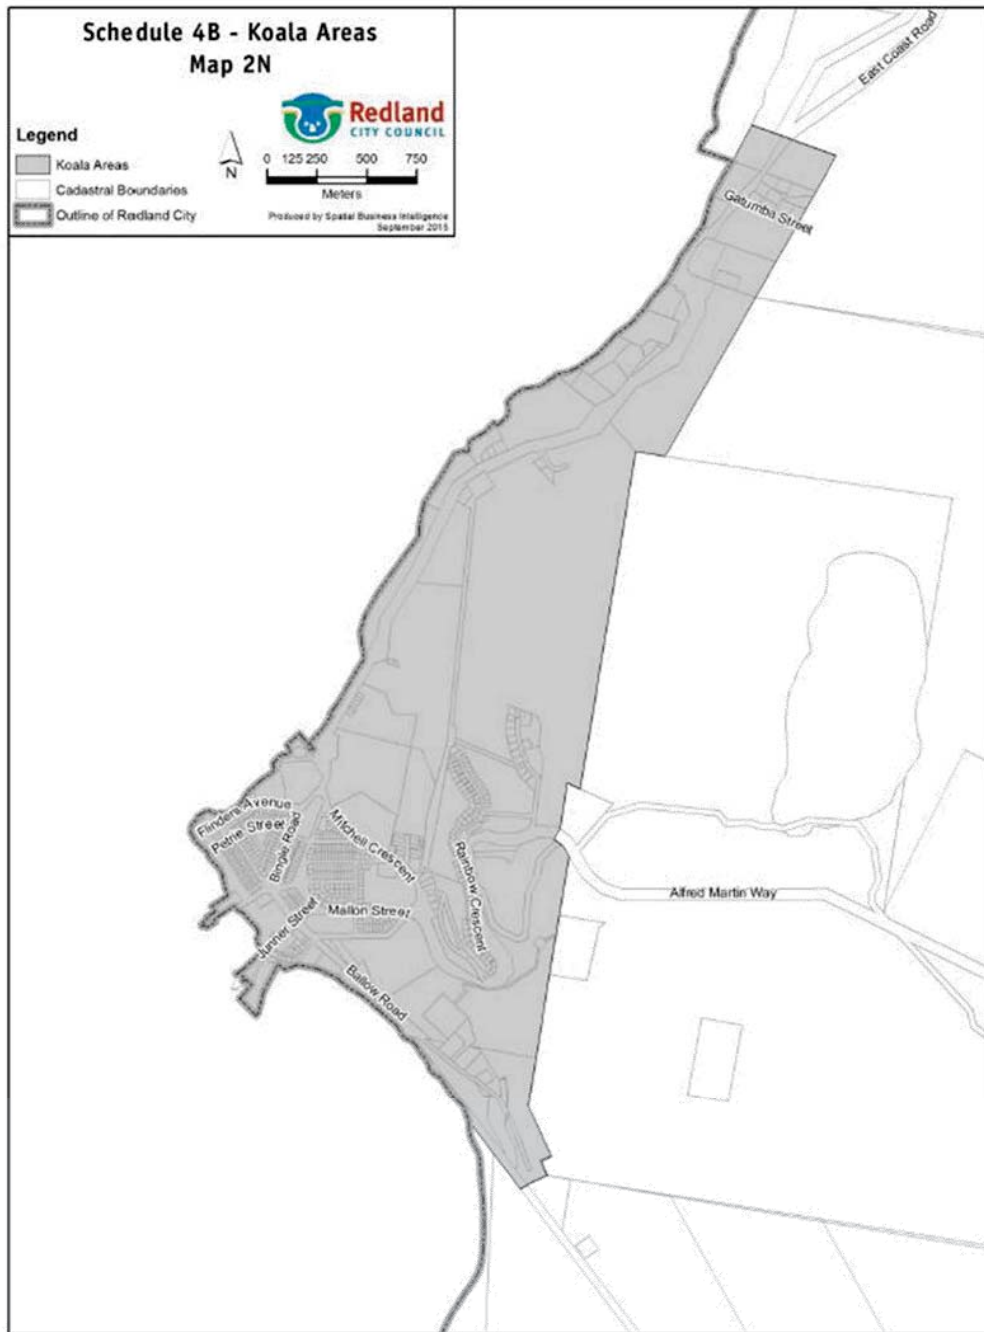 Schedule 4B - Koala Areas
Map 2N
Redland
CITY COUNCIL
Legend
Koala Areas
Cadastral Boundaries
Outline of Redland City
N
0 125 250 500 750
Meters
Produced by Spatial Business Intelligence
September 2015
East Coast Road
Gatumba Street
Flinders Avenue
Petrie Street
Bingle Road
Mitchell Crescent
Rainbow Crescent
Alfred Martin Way
Mallon Street
Junner Street
Ballow Road